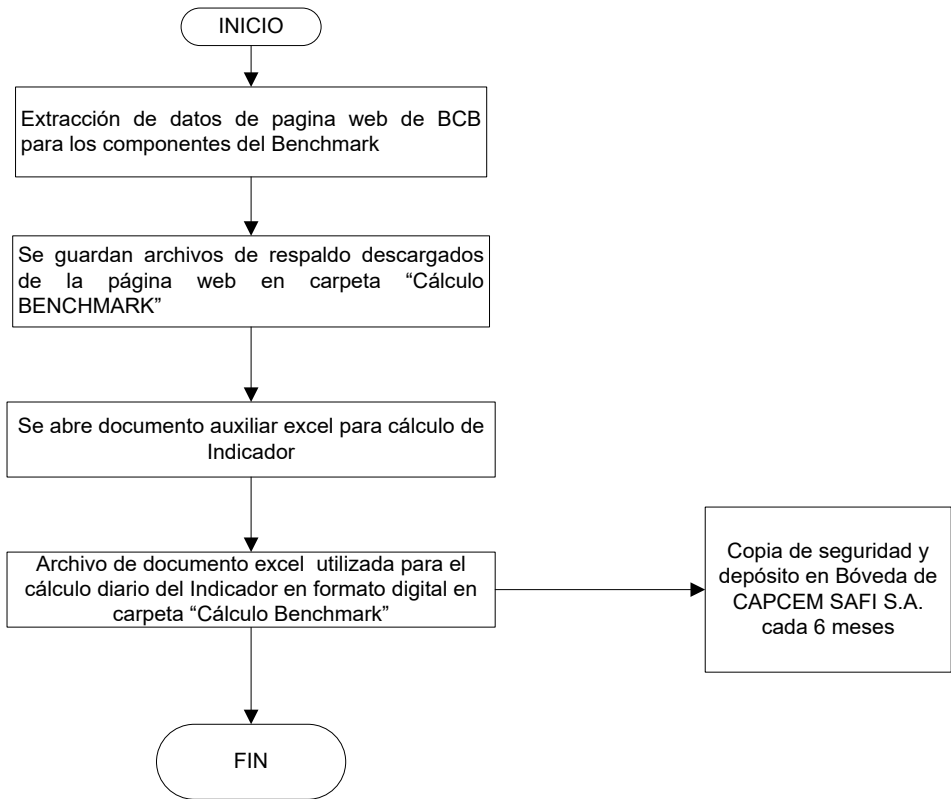 INICIO
Extracción de datos de pagina web de BCB
para los componentes del Benchmark
Se guardan archivos de respaldo descargados
de la página web en carpeta “Cálculo
BENCHMARK”
Se abre documento auxiliar excel para cálculo de
Indicador
Archivo de documento excel utilizada para el
cálculo diario del Indicador en formato digital en
carpeta “Cálculo Benchmark”
Copia de seguridad y
depósito en Bóveda de
CAPCEM SAFI S.A.
cada 6 meses
FIN